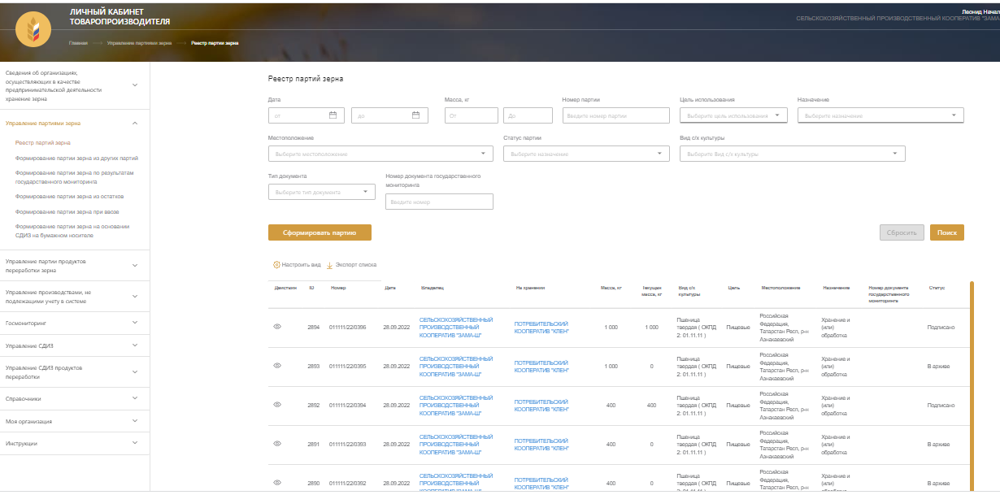 ЛИЧНЫЙ КАБИНЕТ
ТОВАРОПРОИЗВОДИТЕЛЯ
Леонид Начал
СЕЛЬСКОХОЗЯЙСТВЕННЫЙ ПРОИЗВОДСТВЕННЫЙ КООПЕРАТИВ "ЗАМА
Главная → Управление партиями зерна → Реестр партии зерна
Сведения об организациях,
осуществляющих в качестве
предпринимательской деятельности
хранение зерна
Управление партиями зерна
Реестр партий зерна
Формирование партии зерна из других партий
Формирование партии зерна по результатам
государственного мониторинга
Формирование партии зерна из остатков
Формирование партии зерна при ввозе
Формирование партии зерна на основании
СДИЗ на бумажном носителе
Управление партии продуктов
переработки зерна
Управление производствами, не
подлежащими учету в системе
Госмониторинг
Управление СДИЗ
Управление СДИЗ продуктов
переработки
Справочники
Моя организация
Инструкции
Реестр партий зерна
Дата
от
до
Масса, кг
От
До
Номер партии
Введите номер партии
Цель использования
Выберите цель использования
Назначение
Выберите назначение
Местоположение
Выберите местоположение
Статус партии
Выберите назначение
Вид с/х культуры
Выберите Вид с/х культуры
Тип документа
Выберите тип документа
Номер документа государственного
мониторинга
Введите номер
Сформировать партию
Сбросить
Поиск
Настроить вид
Экспорт списка
Действия ID Номер Дата Владелец На хранении Масса, кг Текущая масса, кг Вид с/х культуры Цель Местоположение Назначение Номер документа государственного мониторинга Статус
2894 011111/22/0396 28.09.2022 СЕЛЬСКОХОЗЯЙСТВЕННЫЙ ПРОИЗВОДСТВЕННЫЙ КООПЕРАТИВ "ЗАМА-Ш" ПОТРЕБИТЕЛЬСКИЙ КООПЕРАТИВ "КЛЕН" 1 000 1 000 Пшеница твердая ( ОКПД 2: 01.11.11 ) Пищевые Российская Федерация, Татарстан Респ, р-н Азнакаевский Хранение и (или) обработка Подписано
2893 011111/22/0395 28.09.2022 СЕЛЬСКОХОЗЯЙСТВЕННЫЙ ПРОИЗВОДСТВЕННЫЙ КООПЕРАТИВ "ЗАМА-Ш" ПОТРЕБИТЕЛЬСКИЙ КООПЕРАТИВ "КЛЕН" 1 000 0 Пшеница твердая ( ОКПД 2: 01.11.11 ) Пищевые Российская Федерация, Татарстан Респ, р-н Азнакаевский Хранение и (или) обработка В архиве
2892 011111/22/0394 28.09.2022 СЕЛЬСКОХОЗЯЙСТВЕННЫЙ ПРОИЗВОДСТВЕННЫЙ КООПЕРАТИВ "ЗАМА-Ш" ПОТРЕБИТЕЛЬСКИЙ КООПЕРАТИВ "КЛЕН" 400 400 Пшеница твердая ( ОКПД 2: 01.11.11 ) Пищевые Российская Федерация, Татарстан Респ, р-н Азнакаевский Хранение и (или) обработка Подписано
2891 011111/22/0393 28.09.2022 СЕЛЬСКОХОЗЯЙСТВЕННЫЙ ПРОИЗВОДСТВЕННЫЙ КООПЕРАТИВ "ЗАМА-Ш" ПОТРЕБИТЕЛЬСКИЙ КООПЕРАТИВ "КЛЕН" 400 0 Пшеница твердая ( ОКПД 2: 01.11.11 ) Пищевые Российская Федерация, Татарстан Респ, р-н Азнакаевский Хранение и (или) обработка В архиве
2890 011111/22/0392 28.09.2022 СЕЛЬСКОХОЗЯЙСТВЕННЫЙ ПРОИЗВОДСТВЕННЫЙ КООПЕРАТИВ "ЗАМА-Ш" ПОТРЕБИТЕЛЬСКИЙ КООПЕРАТИВ "КЛЕН" 400 0 Пшеница твердая ( ОКПД 2: 01.11.11 ) Пищевые Российская Федерация, Татарстан Респ, р-н Хранение и (или) В архиве